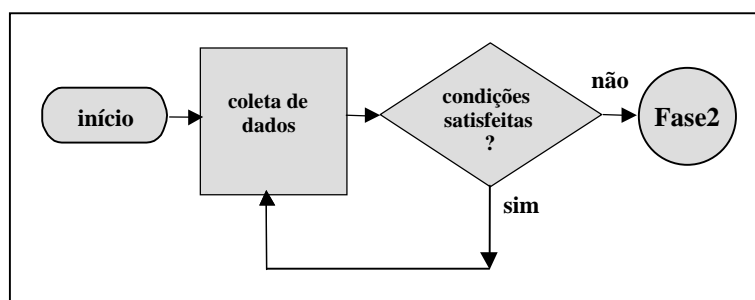 início
coleta de
dados
condições
satisfeitas
?
não
Fase2
sim